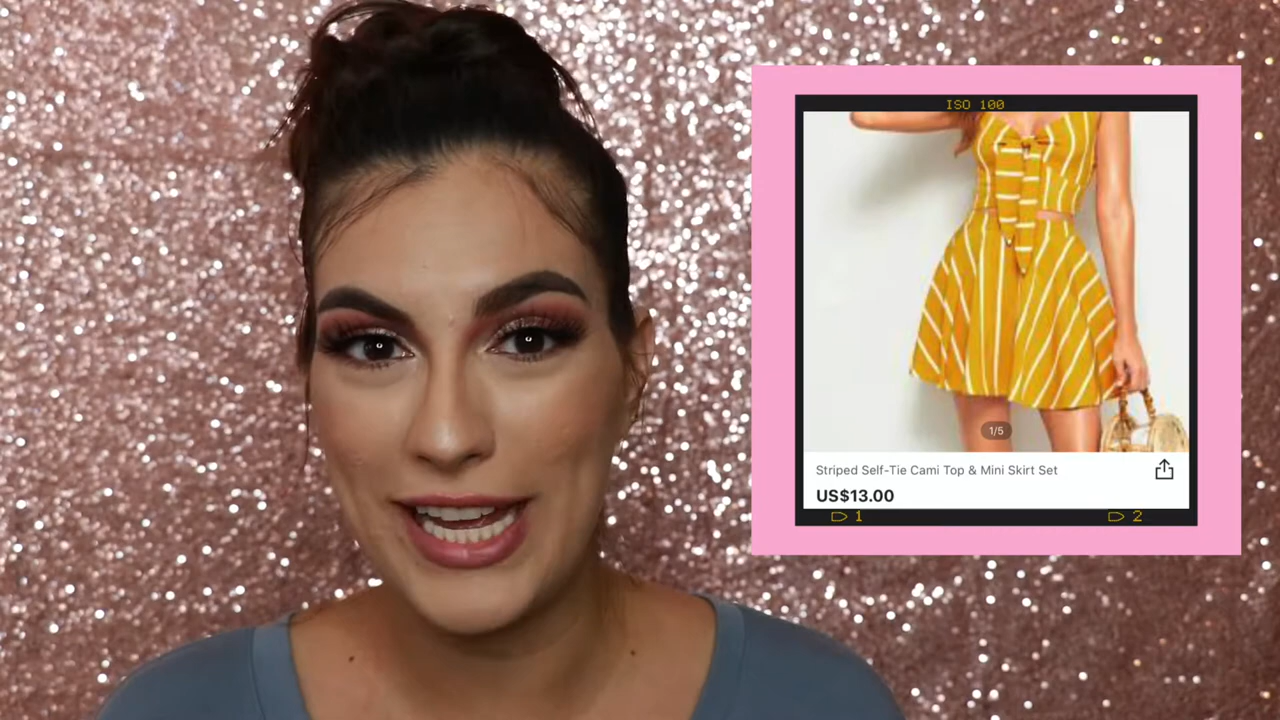 ISO 100
1/5
Striped Self-Tie Cami Top & Mini Skirt Set
US$13.00
1
2